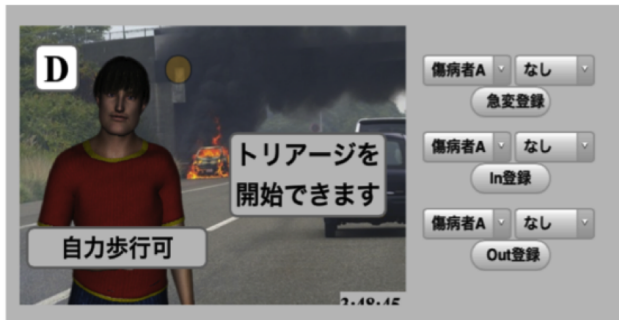 D
トリアージを
開始できます
自力歩行可
3:48:45
傷病者A なし
急変登録
傷病者A なし
In登録
傷病者A なし
Out登録